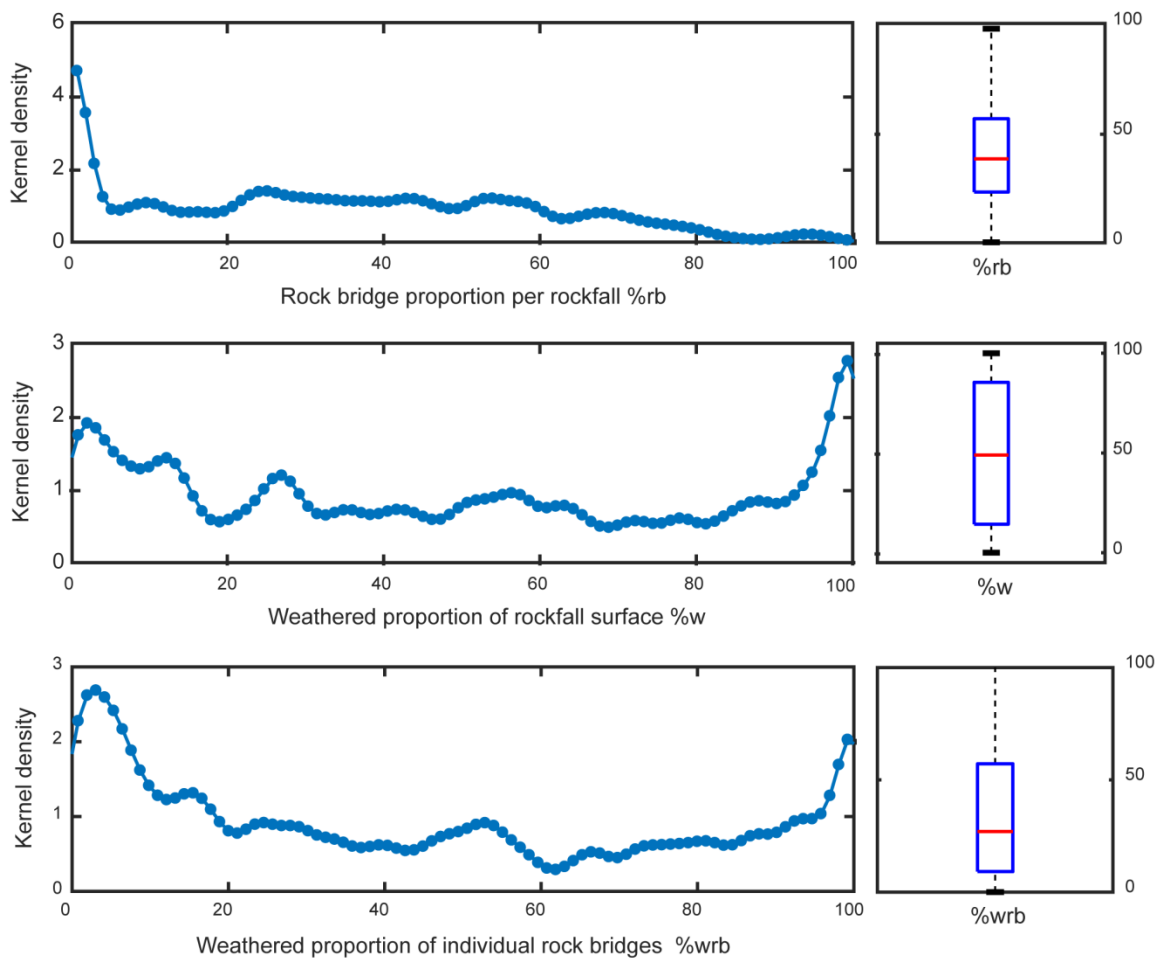 6
4
2
0
Kernel density
0 20 40 60 80 100
Rock bridge proportion per rockfall %rb
100
50
0
%rb
3
2
1
0
Kernel density
0 20 40 60 80 100
Weathered proportion of rockfall surface %w
100
50
0
%w
3
2
1
0
Kernel density
0 20 40 60 80 100
Weathered proportion of individual rock bridges %wrb
100
50
0
%wrb